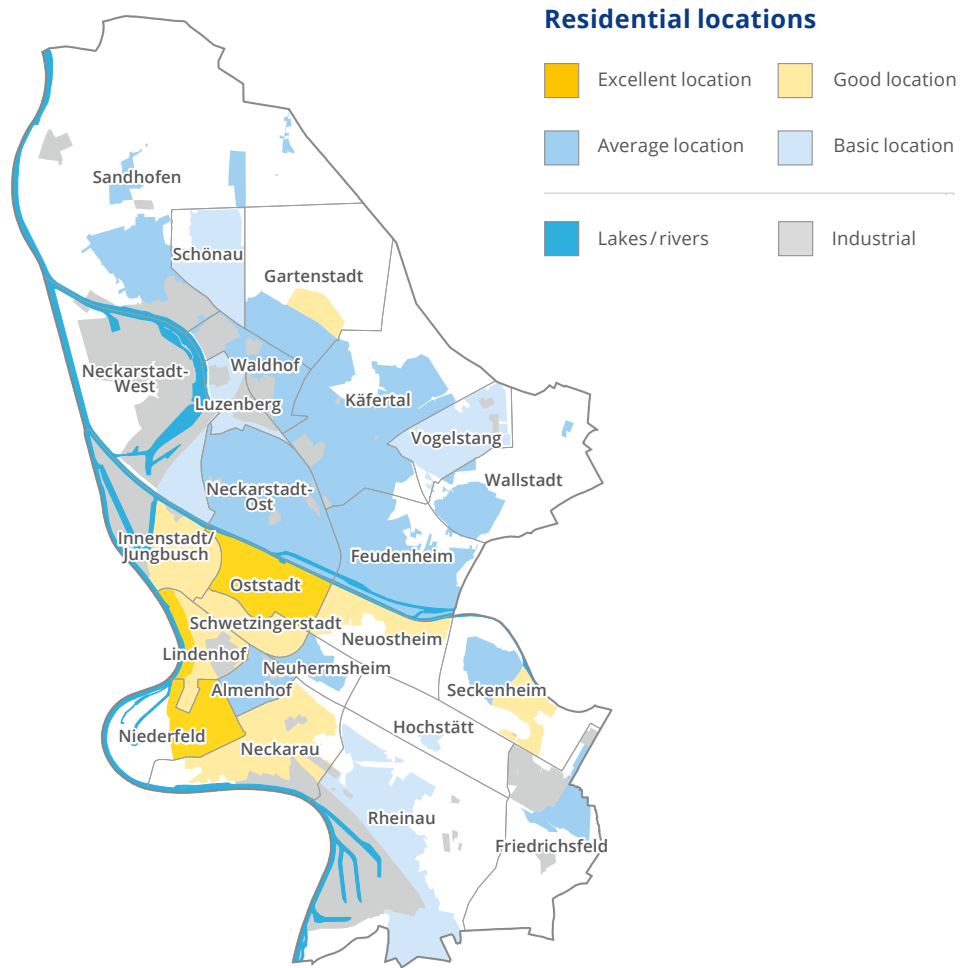 Residential locations
Excellent location
Good location
Average location
Basic location
Lakes/rivers
Industrial
Sandhofen
Schönau
Gartenstadt
Waldhof
Neckarstadt-
West
Luzenberg
Käfertal
Vogelstang
Wallstadt
Neckarstadt-
Ost
Innenstadt/
Jungbusch
Feudenheim
Oststadt
Schwetzingerstadt
Neuostheim
Lindenhof
Neuhermsheim
Almenhof
Seckenheim
Hochstätt
Niederfeld
Neckarau
Rheinau
Friedrichsfeld